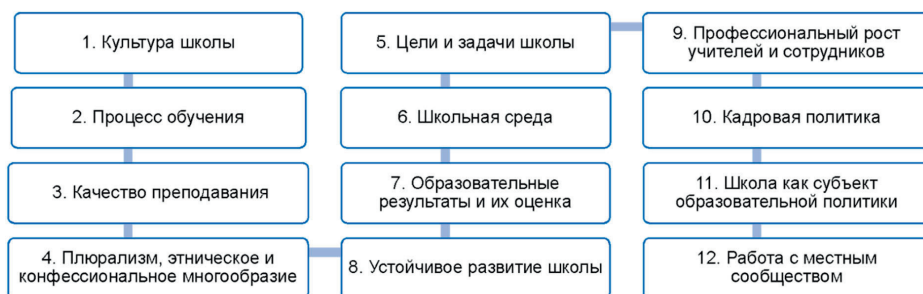 1. Культура школы
2. Процесс обучения
3. Качество преподавания
4. Плюрализм, этническое и
конфессиональное многообразие
5. Цели и задачи школы
6. Школьная среда
7. Образовательные
результаты и их оценка
8. Устойчивое развитие школы
9. Профессиональный рост
учителей и сотрудников
10. Кадровая политика
11. Школа как субъект
образовательной политики
12. Работа с местным
сообществом